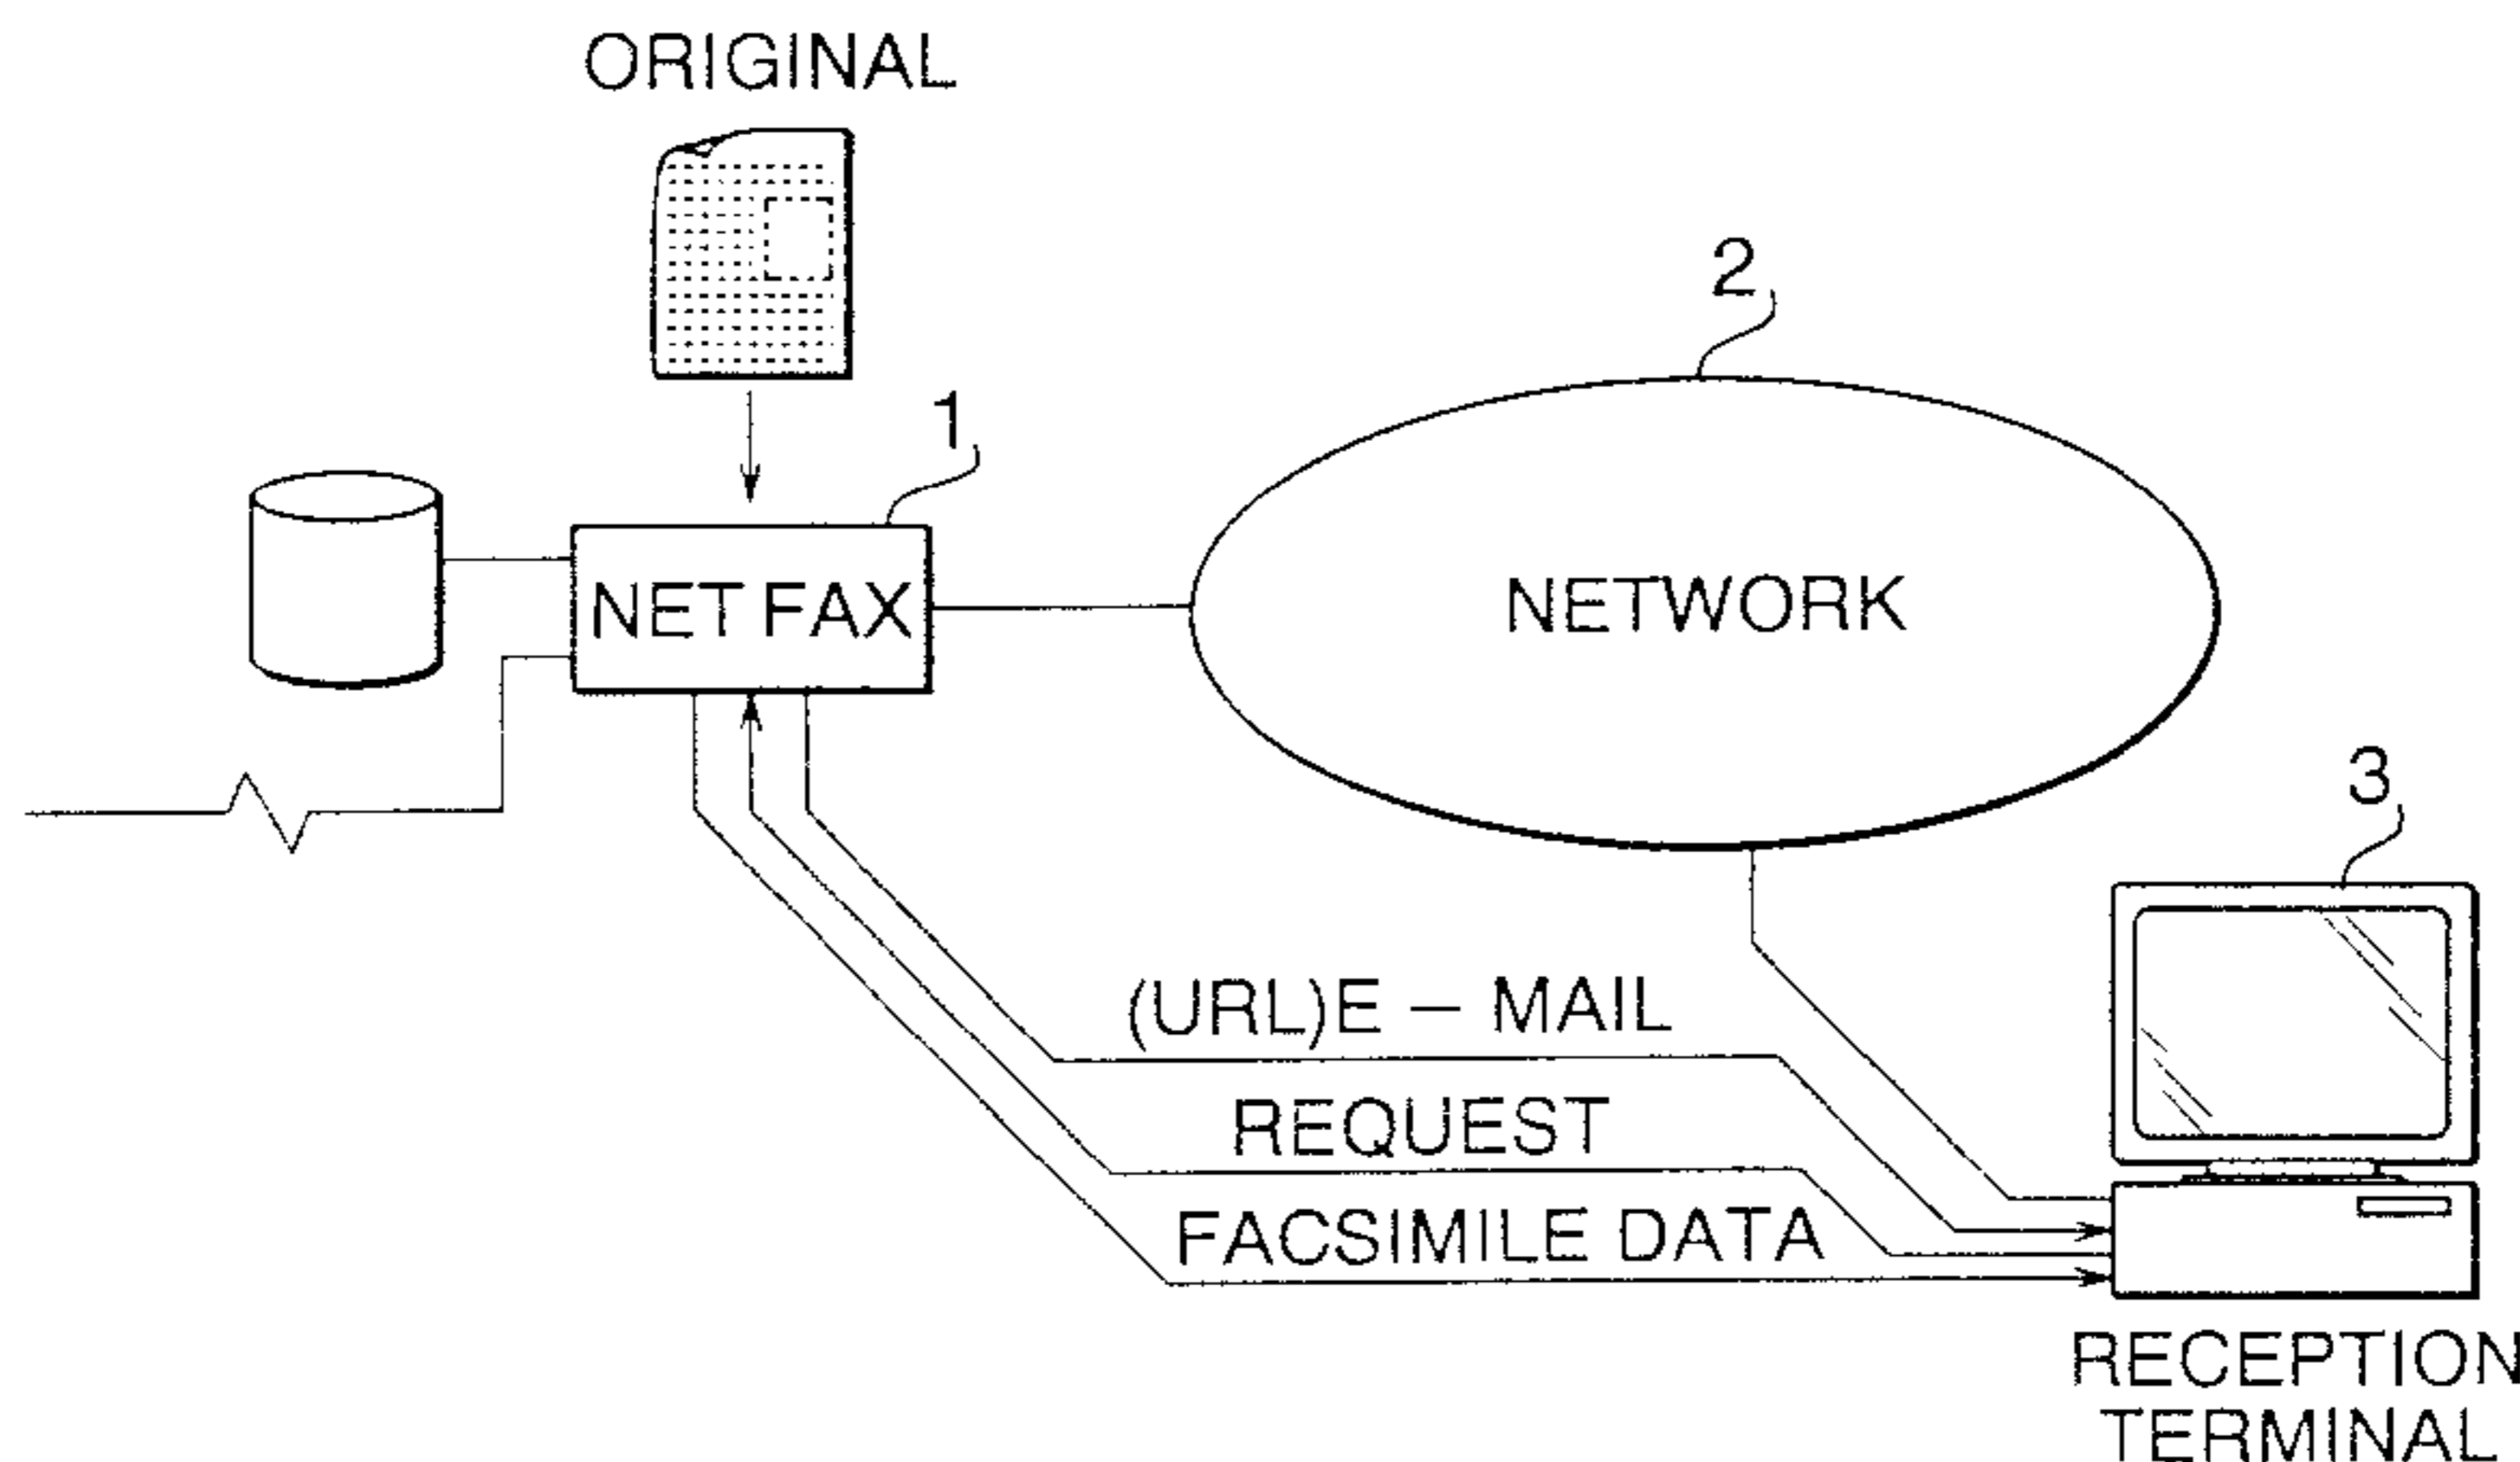 ORIGINAL
1
2
NET FAX
NETWORK
3
(URL)E – MAIL
REQUEST
FACSIMILE DATA
RECEPTION
TERMINAL